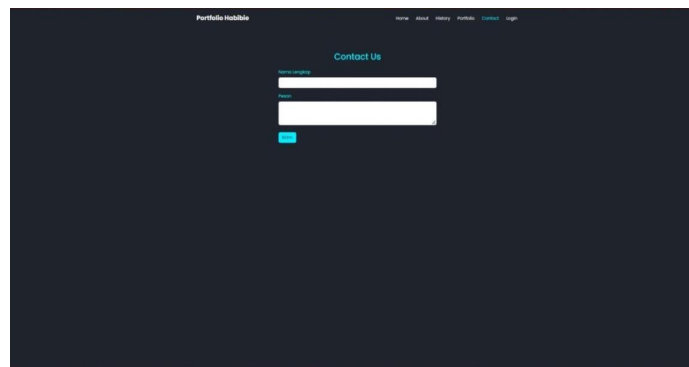 Portfolio Habibie
Home About History Portfolio Contact Login
Contact Us
Nama Lengkap
Pesan
Kirim